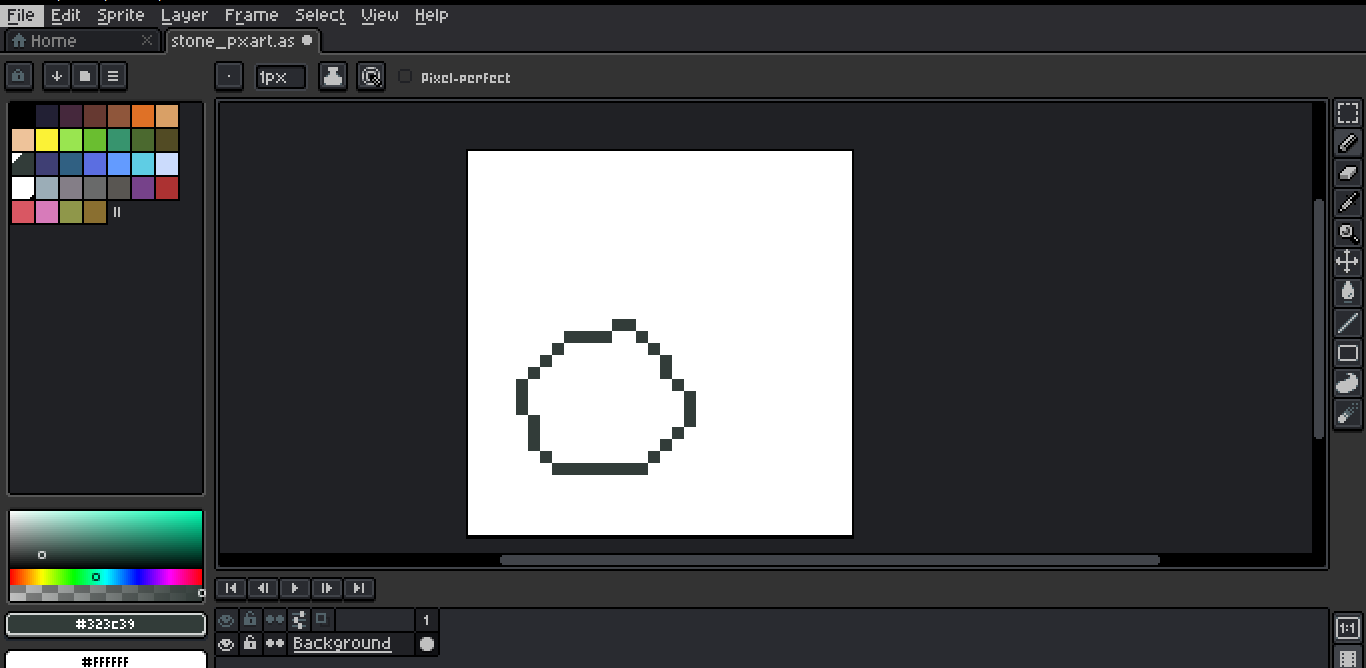 File Edit Sprite Layer Frame Select View Help
Home stone_pxart.as
1px Pixel-perfect
#323c39
#FFFFFF
1
Background
1:1